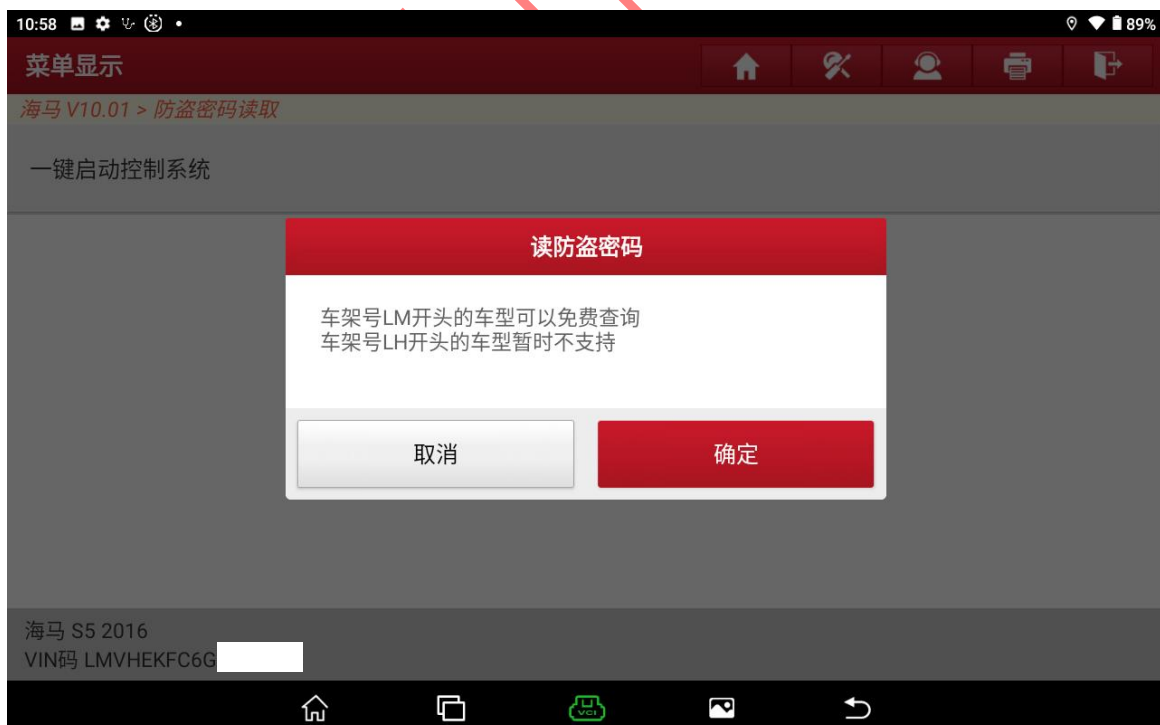 10:58
89%
菜单显示
海马 V10.01 > 防盗密码读取
一键启动控制系统
读防盗密码
车架号LM开头的车型可以免费查询
车架号LH开头的车型暂时不支持
取消
确定
海马 S5 2016
VIN码 LMVHEKFC6G
VCI